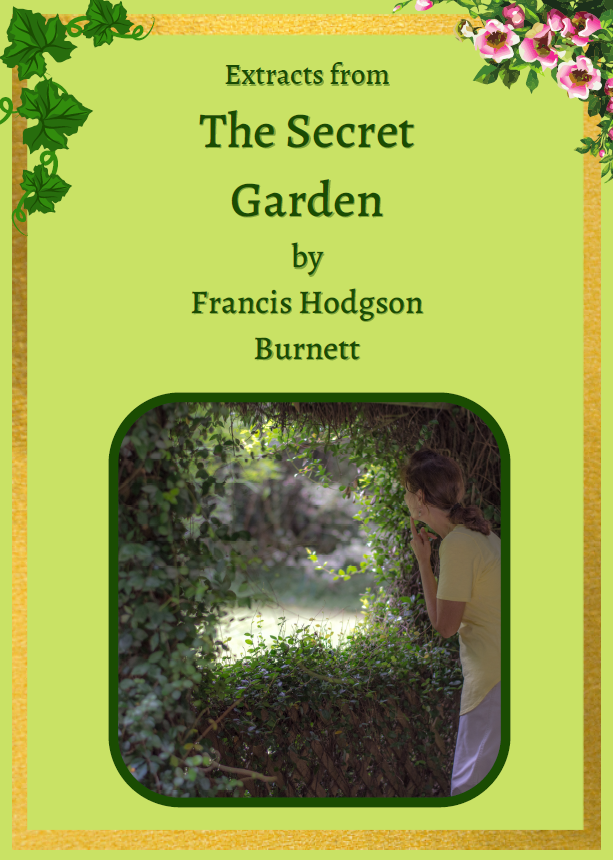 Extracts from
The Secret
Garden
by
Francis Hodgson
Burnett